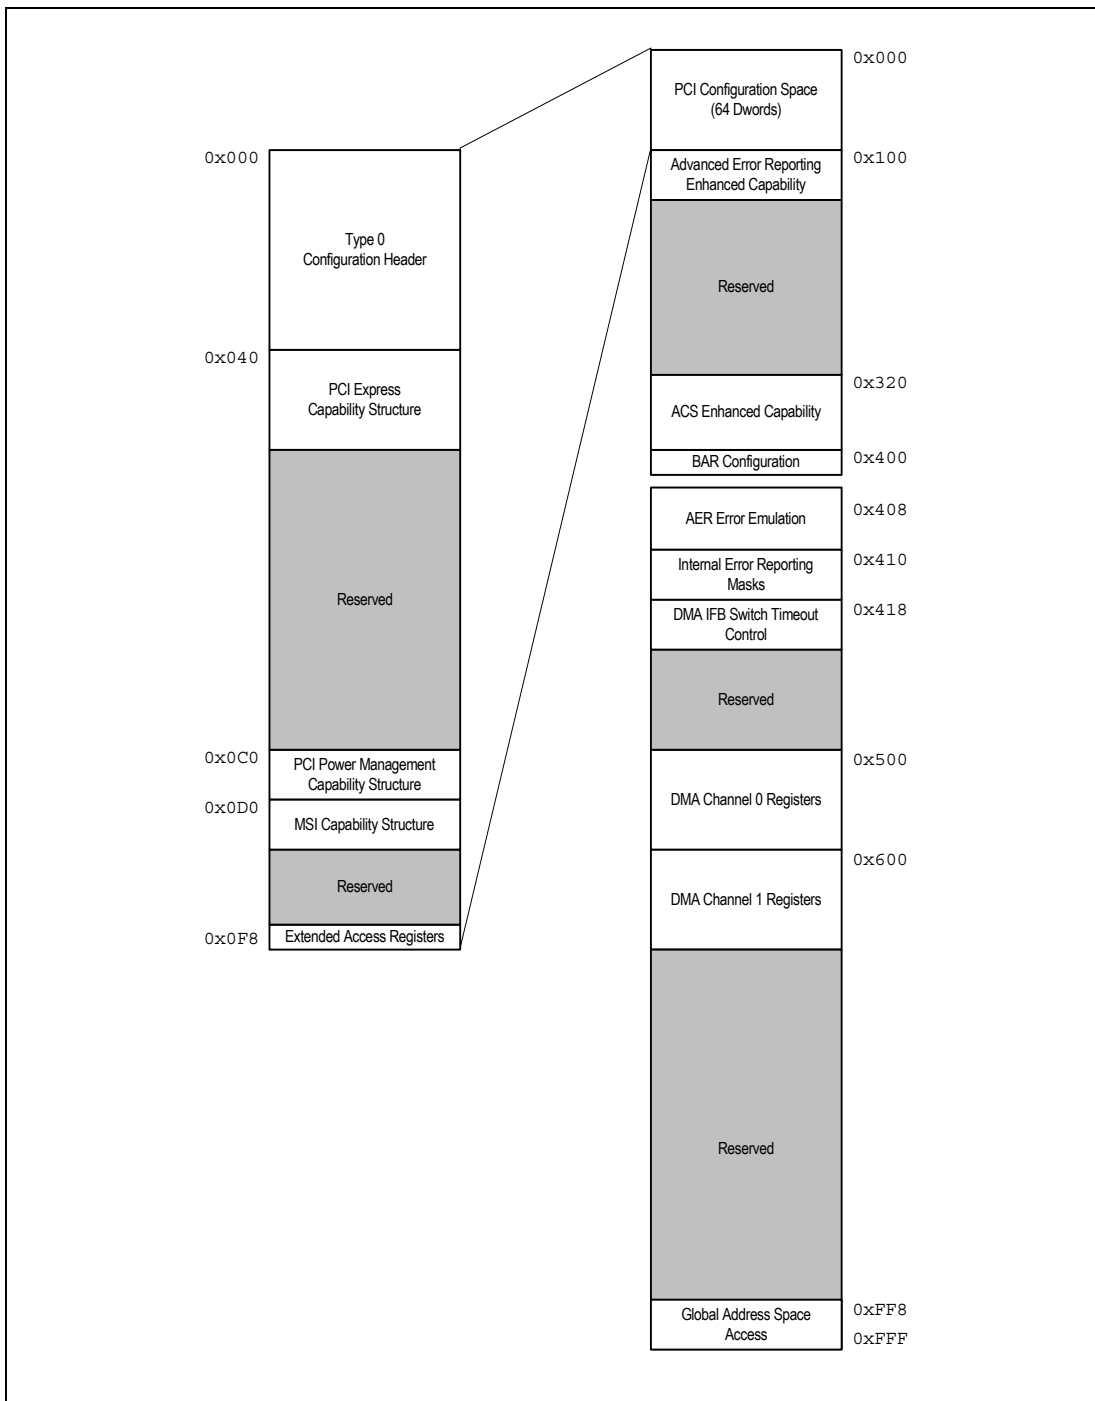 0x000
Type 0
Configuration Header
0x040
PCI Express
Capability Structure
Reserved
0x0C0
PCI Power Management
Capability Structure
0x0D0
MSI Capability Structure
Reserved
0x0F8
Extended Access Registers
0x000
PCI Configuration Space
(64 Dwords)
0x100
Advanced Error Reporting
Enhanced Capability
Reserved
0x320
ACS Enhanced Capability
0x400
BAR Configuration
0x408
AER Error Emulation
0x410
Internal Error Reporting
Masks
0x418
DMA IFB Switch Timeout
Control
Reserved
0x500
DMA Channel 0 Registers
0x600
DMA Channel 1 Registers
Reserved
0xFF8
Global Address Space
Access
0xFFF